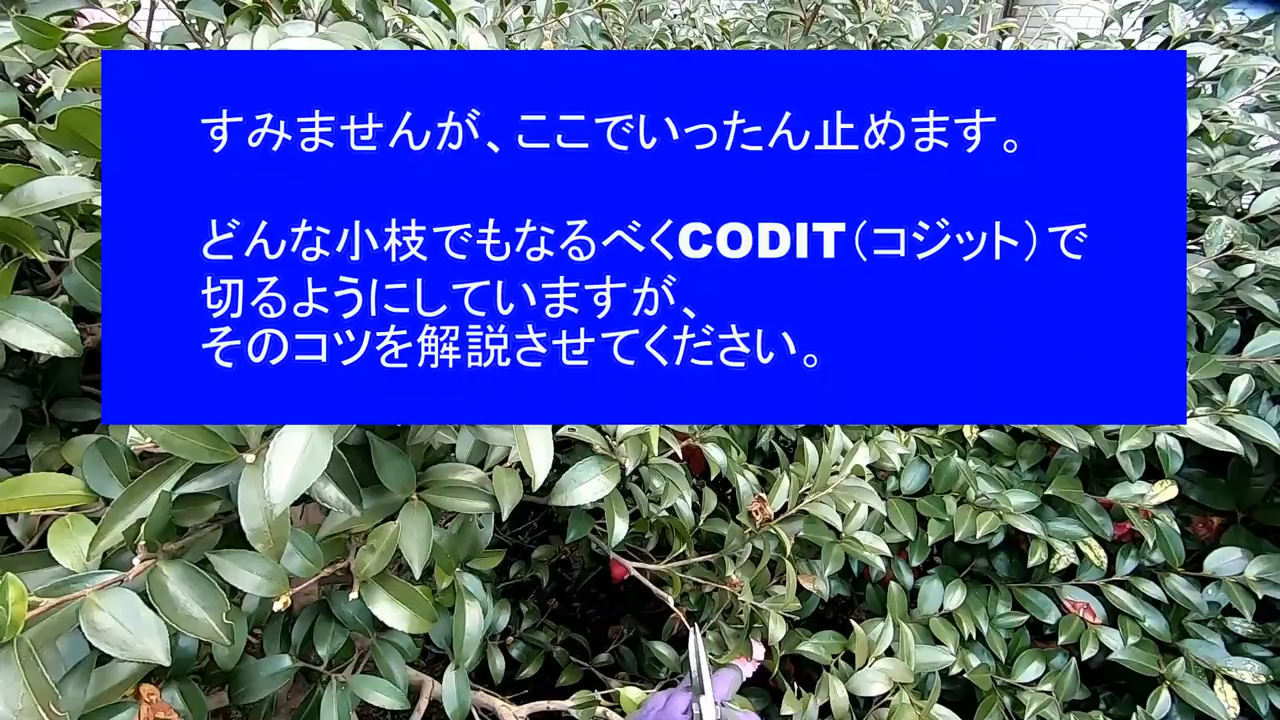 すみませんが、ここでいったん止めます。
どんな小枝でもなるべくCODIT(コジット)で
切るようにしていますが、
そのコツを解説させてください。